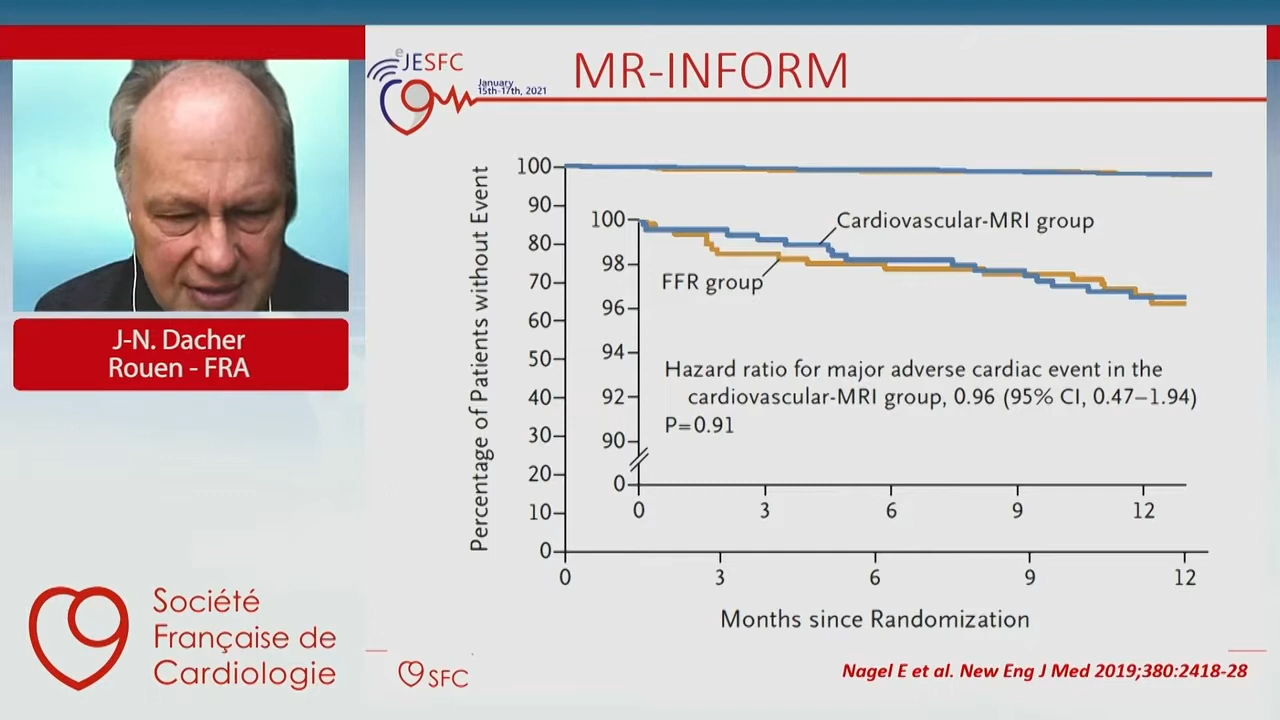 J-N. Dacher
Rouen - FRA
Société
Française de
Cardiologie
eJESFC
January
15th-17th, 2021
MR-INFORM
Percentage of Patients without Event
100
90
80
70
60
50
40
30
20
10
0
100
98
96
94
92
90
0
Cardiovascular-MRI group
FFR group
Hazard ratio for major adverse cardiac event in the
cardiovascular-MRI group, 0.96 (95% CI, 0.47–1.94)
P=0.91
0 3 6 9 12
0 3 6 9 12
Months since Randomization
SFC
Nagel E et al. New Eng J Med 2019;380:2418-28